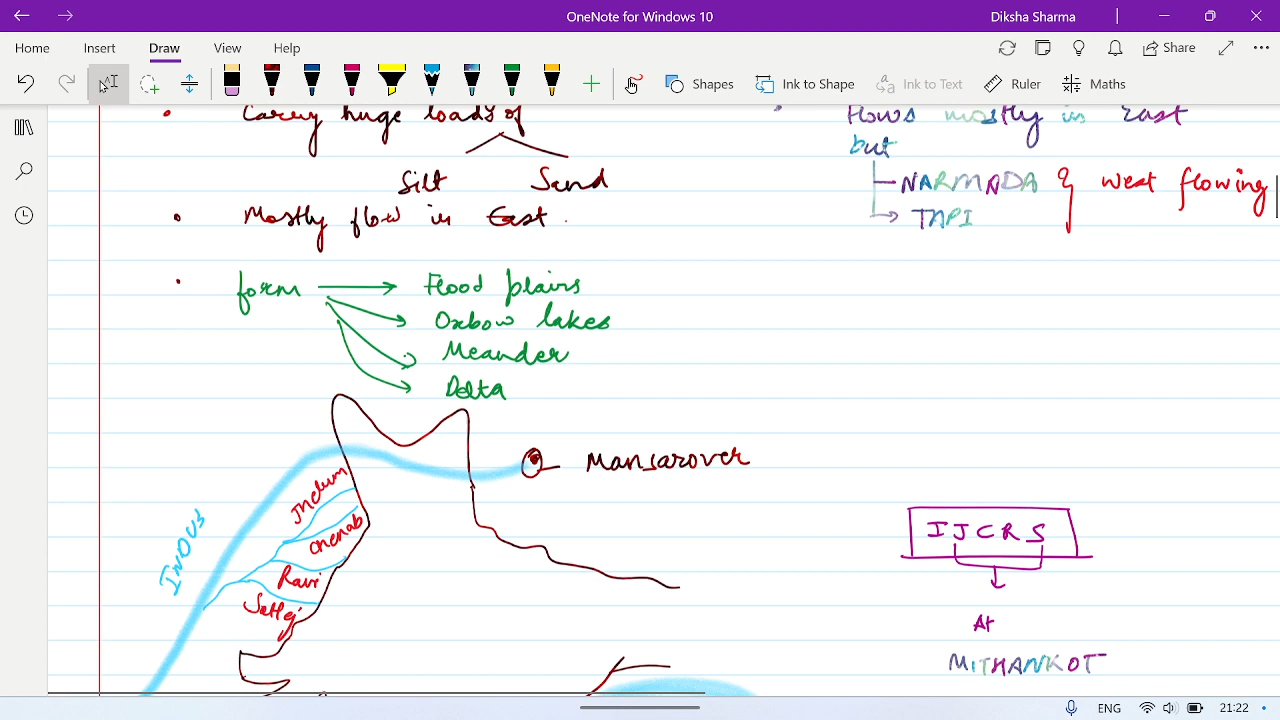 OneNote for Windows 10
Diksha Sharma
Home Insert Draw View Help
Share
Shapes Ink to Shape Ink to Text Ruler Maths
Carry huge loads of
Silt Sand
Mostly flow in East.
form
Flood plains
Oxbow lakes
Meander
Delta
flows mostly in East
but
NARMADA
TAPI
west flowing
Mansarover
INDUS
Jhelum
Chenab
Ravi
Satlej
IJCRS
At
MITHANKOT
ENG
21:22